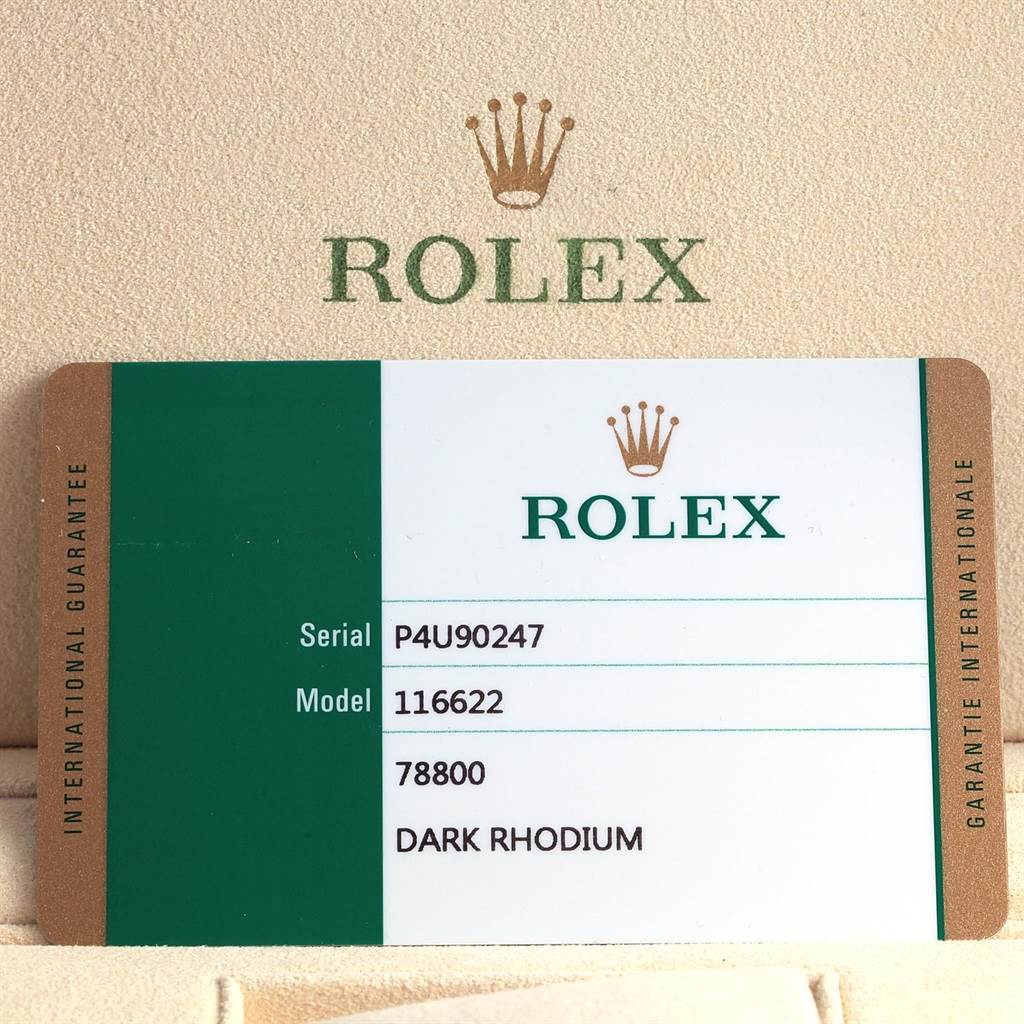 ROLEX
ROLEX
INTERNATIONAL GUARANTEE
Serial P4U90247
Model 116622
78800
DARK RHODIUM
GARANTIE INTERNATIONALE